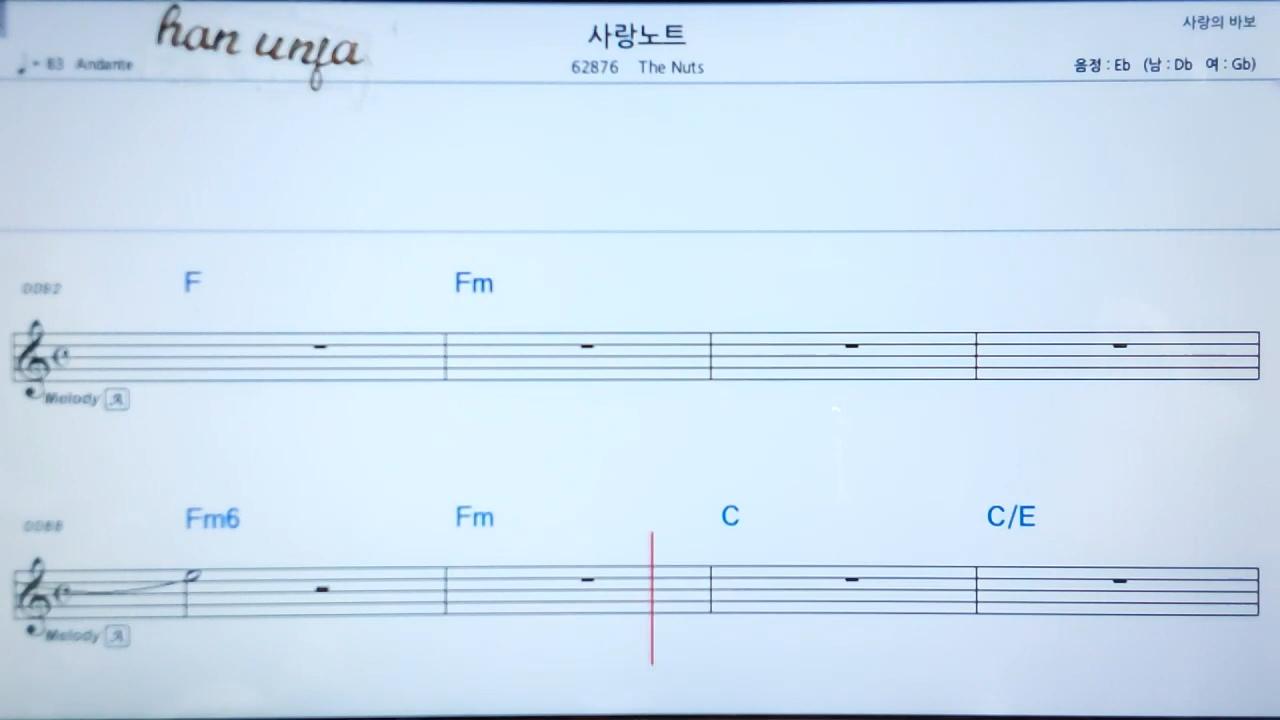 han unfa
사랑노트
사랑의 바보
♩ = 83 Andante
62876 The Nuts
음정 : Eb (남 : Db 여 : Gb)
F Fm
Melody A
Fm6 Fm C C/E
Melody A